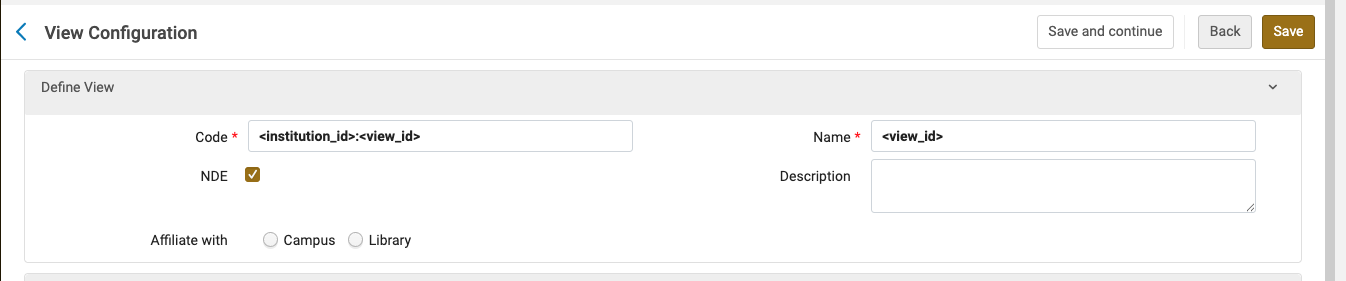 View Configuration
Save and continue
Back
Save
Define View
Code * <institution_id>:<view_id>
Name * <view_id>
NDE
Description
Affiliate with Campus Library